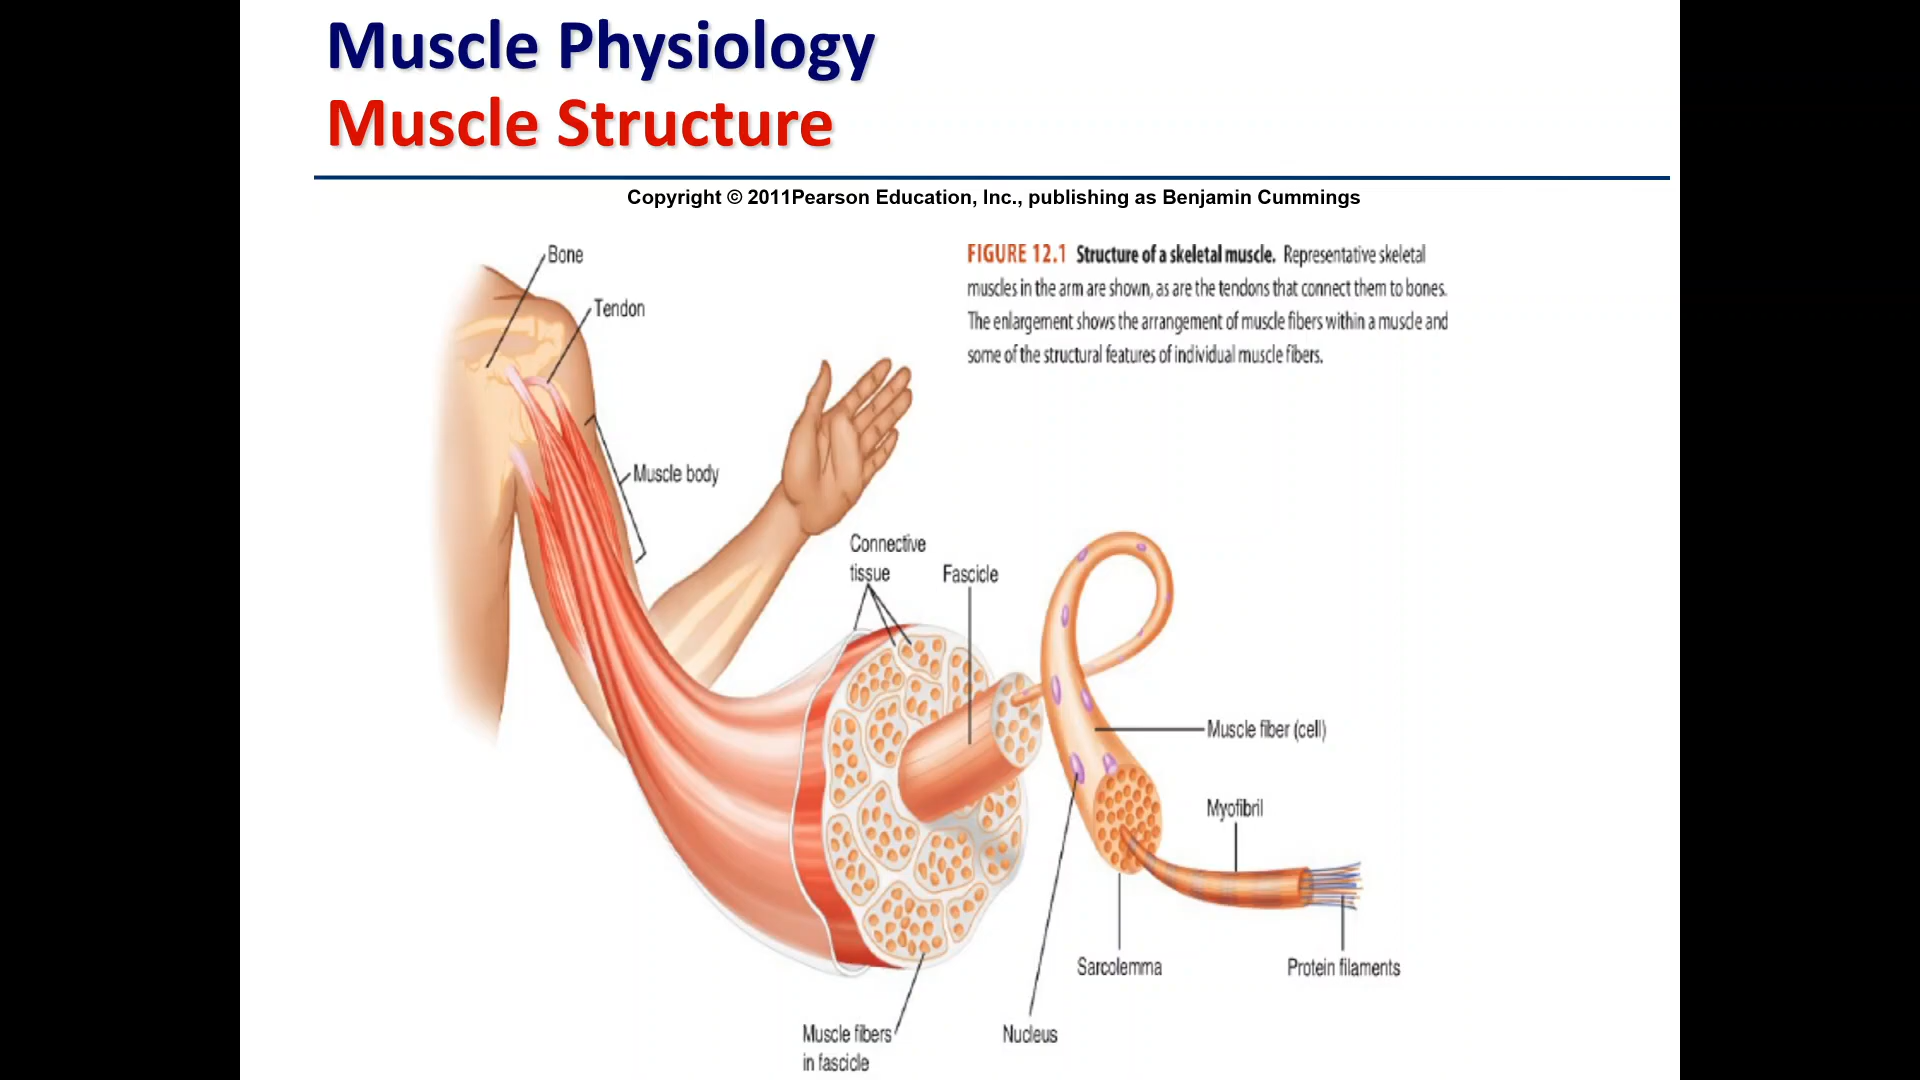 Muscle Physiology
Muscle Structure
Copyright © 2011Pearson Education, Inc., publishing as Benjamin Cummings
FIGURE 12.1 Structure of a skeletal muscle. Representative skeletal
muscles in the arm are shown, as are the tendons that connect them to bones.
The enlargement shows the arrangement of muscle fibers within a muscle and
some of the structural features of individual muscle fibers.
Bone
Tendon
Muscle body
Connective
tissue
Fascicle
Muscle fiber (cell)
Myofibril
Sarcolemma
Protein filaments
Muscle fibers
in fascicle
Nucleus